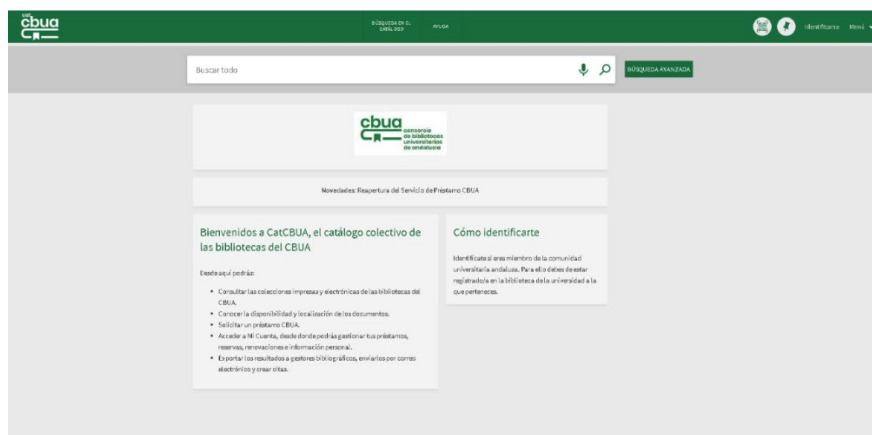 cat
cbua
BÚSQUEDA EN EL
CATÁLOGO
AYUDA
Identificarse
Menú
Buscar todo
BÚSQUEDA AVANZADA
cbua
consorcio
de bibliotecas
universitarias
de andalucía
Novedades: Reapertura del Servicio de Préstamo CBUA
Bienvenidos a CatCBUA, el catálogo colectivo de
las bibliotecas del CBUA
Desde aquí podrás:
• Consultar las colecciones impresas y electrónicas de las bibliotecas del
CBUA.
• Conocer la disponibilidad y localización de los documentos.
• Solicitar un préstamo CBUA.
• Acceder a Mi Cuenta, desde donde podrás gestionar tus préstamos,
reservas, renovaciones e información personal.
• Exportar los resultados a gestores bibliográficos, enviarlos por correo
electrónico y crear citas.
Cómo identificarte
Identifícate si eres miembro de la comunidad
universitaria andaluza. Para ello debes de estar
registrado/a en la biblioteca de la universidad a la
que perteneces.